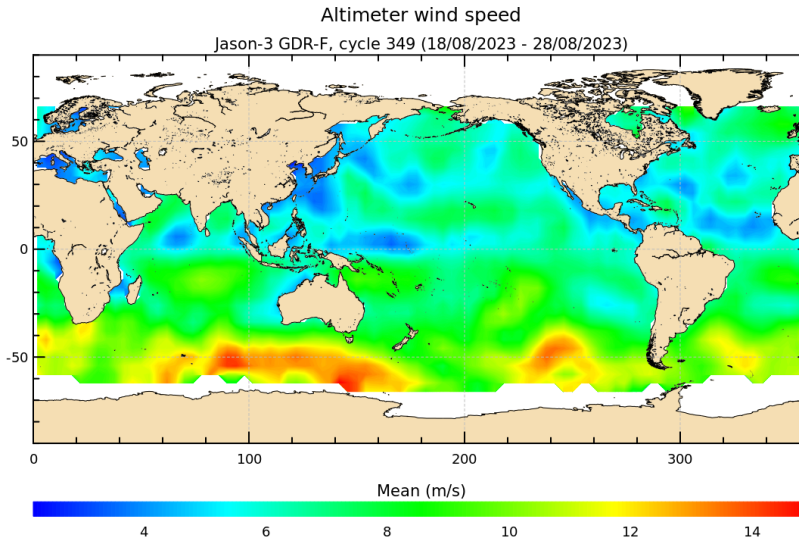 Altimeter wind speed
Jason-3 GDR-F, cycle 349 (18/08/2023 - 28/08/2023)
50
0
-50
0 100 200 300
Mean (m/s)
4 6 8 10 12 14